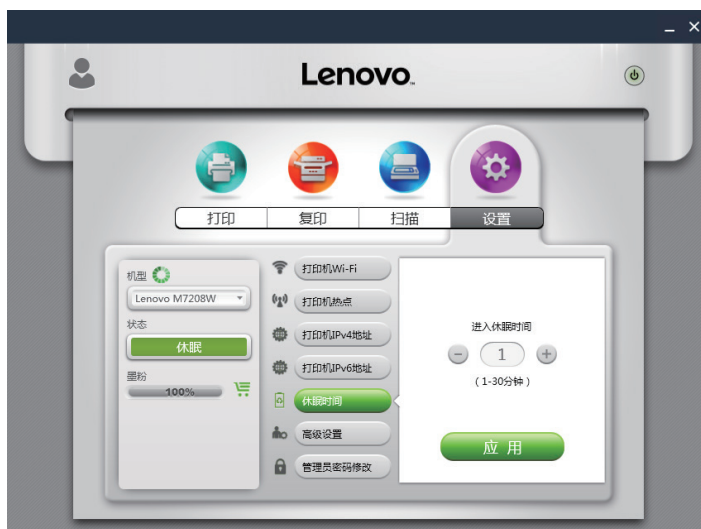 Lenovo
打印
复印
扫描
设置
机型
Lenovo M7208W
状态
休眠
墨粉
100%
打印机Wi-Fi
打印机热点
打印机IPv4地址
打印机IPv6地址
休眠时间
高级设置
管理员密码修改
进入休眠时间
1
(1-30分钟)
应用